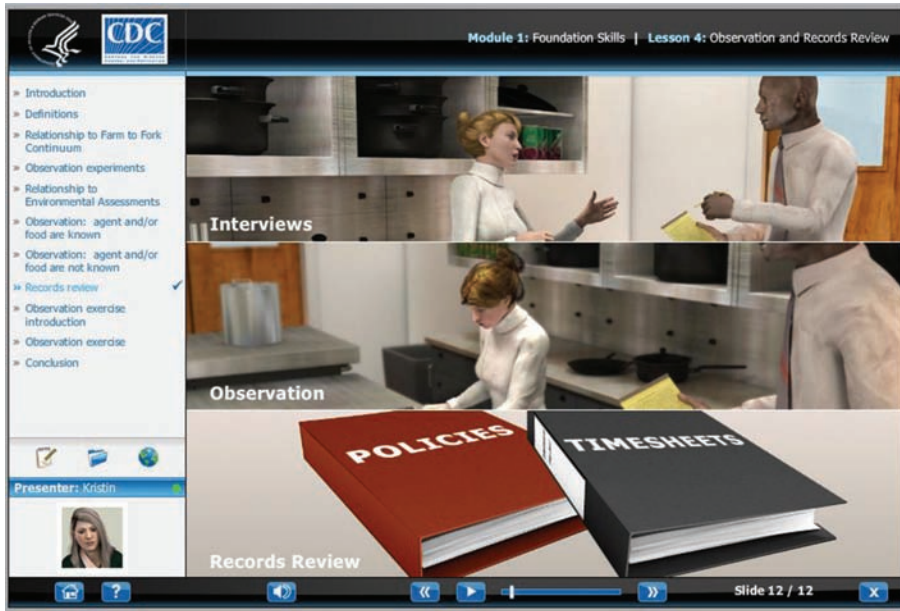 CDC
Module 1: Foundation Skills | Lesson 4: Observation and Records Review
» Introduction
» Definitions
» Relationship to Farm to Fork
Continuum
» Observation experiments
» Relationship to
Environmental Assessments
» Observation: agent and/or
food are known
» Observation: agent and/or
food are not known
» Records review
» Observation exercise
introduction
» Observation exercise
» Conclusion
Presenter: Kristin
Interviews
Observation
POLICIES
TIMESHEETS
Records Review
?
Slide 12 / 12
X